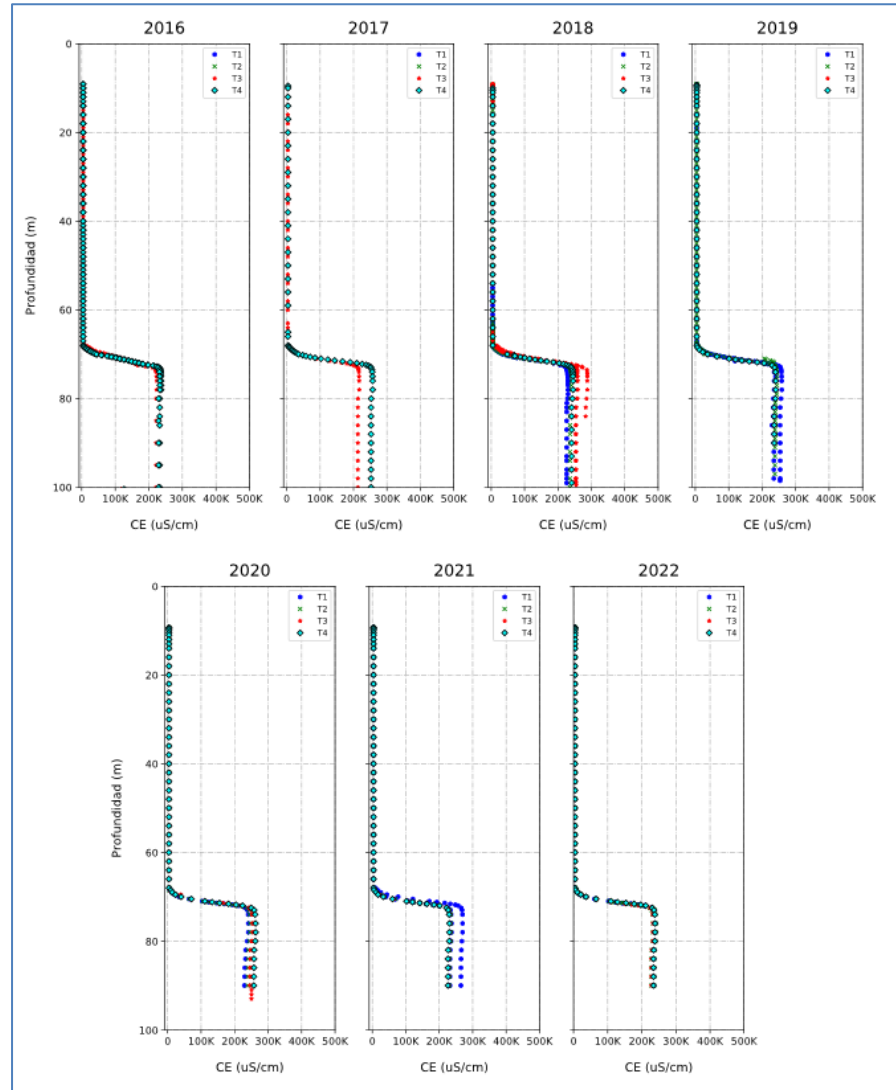 2016 2017 2018 2019
T1 T1 T1 T1
T2 T2 T2 T2
T3 T3 T3 T3
T4 T4 T4 T4
0
20
40
60
80
100
Profundidad (m)
0 100K 200K 300K 400K 500K 0 100K 200K 300K 400K 500K 0 100K 200K 300K 400K 500K 0 100K 200K 300K 400K 500K
CE (uS/cm) CE (uS/cm) CE (uS/cm) CE (uS/cm)
2020 2021 2022
T1 T1 T1
T2 T2 T2
T3 T3 T3
T4 T4 T4
0
20
40
60
80
100
Profundidad (m)
0 100K 200K 300K 400K 500K 0 100K 200K 300K 400K 500K 0 100K 200K 300K 400K 500K
CE (uS/cm) CE (uS/cm) CE (uS/cm)